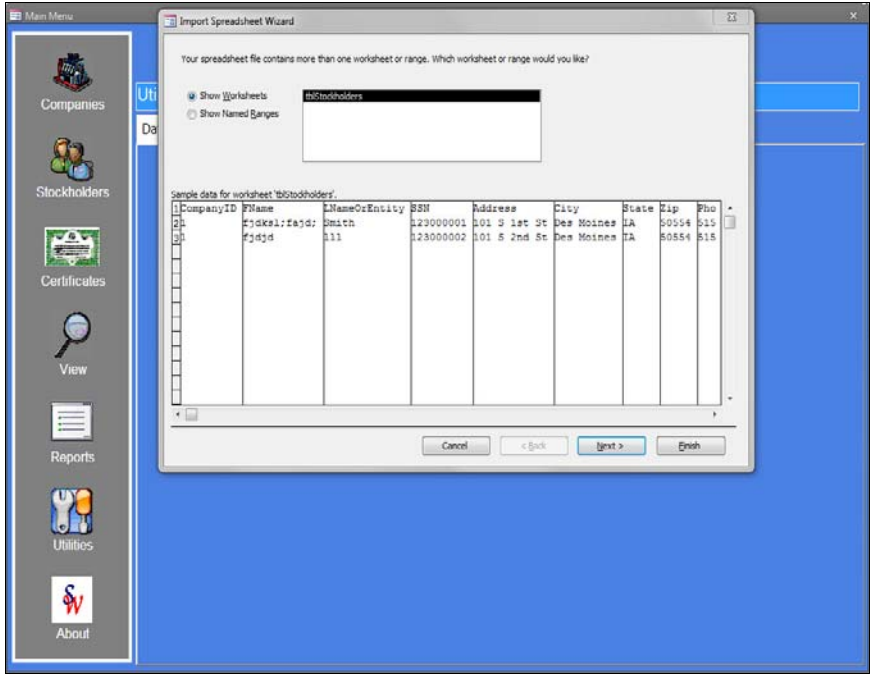 Main Menu
Import Spreadsheet Wizard
Your spreadsheet file contains more than one worksheet or range. Which worksheet or range would you like?
Show Worksheets
Show Named Ranges
tblStockholders
Sample data for worksheet 'tblStockholders'.
1 CompanyID FName LNameOrEntity SSN Address City State Zip Pho
2 1 fjdksl;fajd; Smith 123000001 101 S 1st St Des Moines IA 50554 515
3 1 fjdjd lll 123000002 101 S 2nd St Des Moines IA 50554 515
Cancel < Back Next > Finish
Companies
Stockholders
Certificates
View
Reports
Utilities
SW
About
Uti
Da